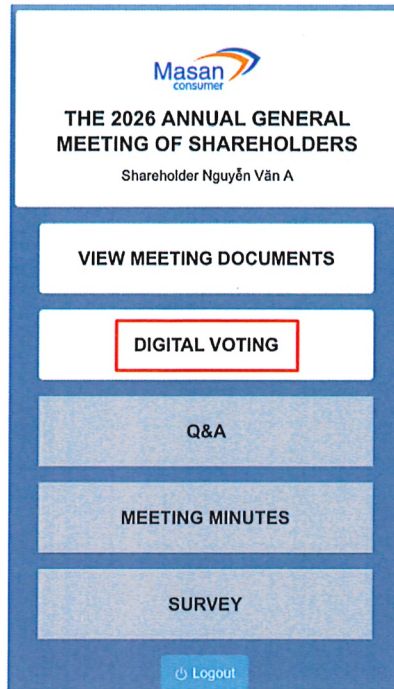 Masan
consumer
THE 2026 ANNUAL GENERAL
MEETING OF SHAREHOLDERS
Shareholder Nguyễn Văn A
VIEW MEETING DOCUMENTS
DIGITAL VOTING
Q&A
MEETING MINUTES
SURVEY
Logout